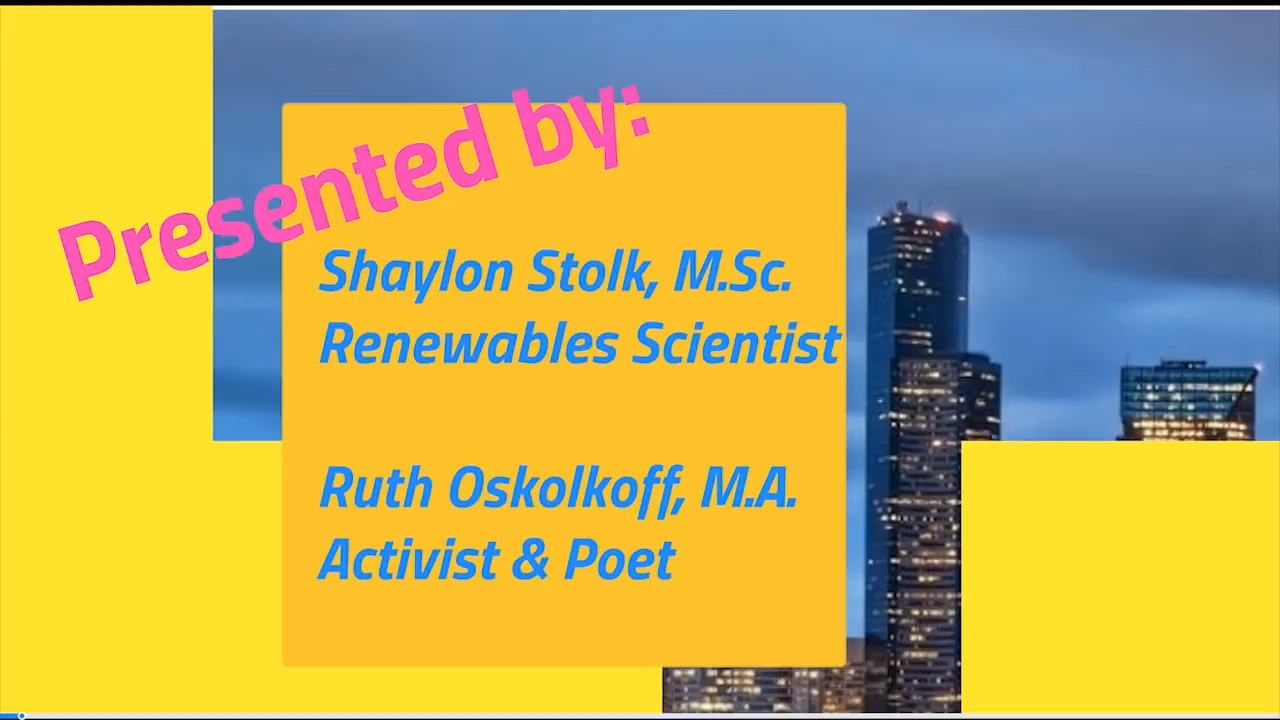 Presented by:
Shaylon Stolk, M.Sc.
Renewables Scientist
Ruth Oskolkoff, M.A.
Activist & Poet